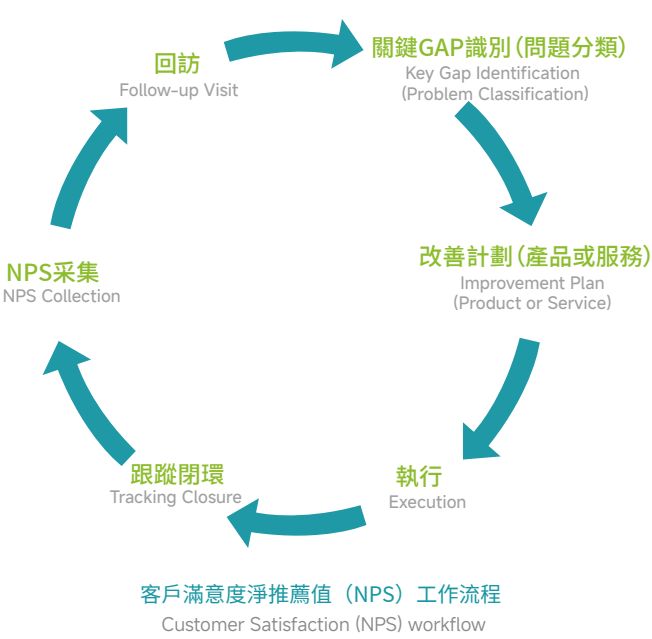 回訪
Follow-up Visit
關鍵GAP識別(問題分類)
Key Gap Identification
(Problem Classification)
改善計劃(產品或服務)
Improvement Plan
(Product or Service)
執行
Execution
跟蹤閉環
Tracking Closure
NPS采集
NPS Collection
客戶滿意度淨推薦值（NPS）工作流程
Customer Satisfaction (NPS) workflow